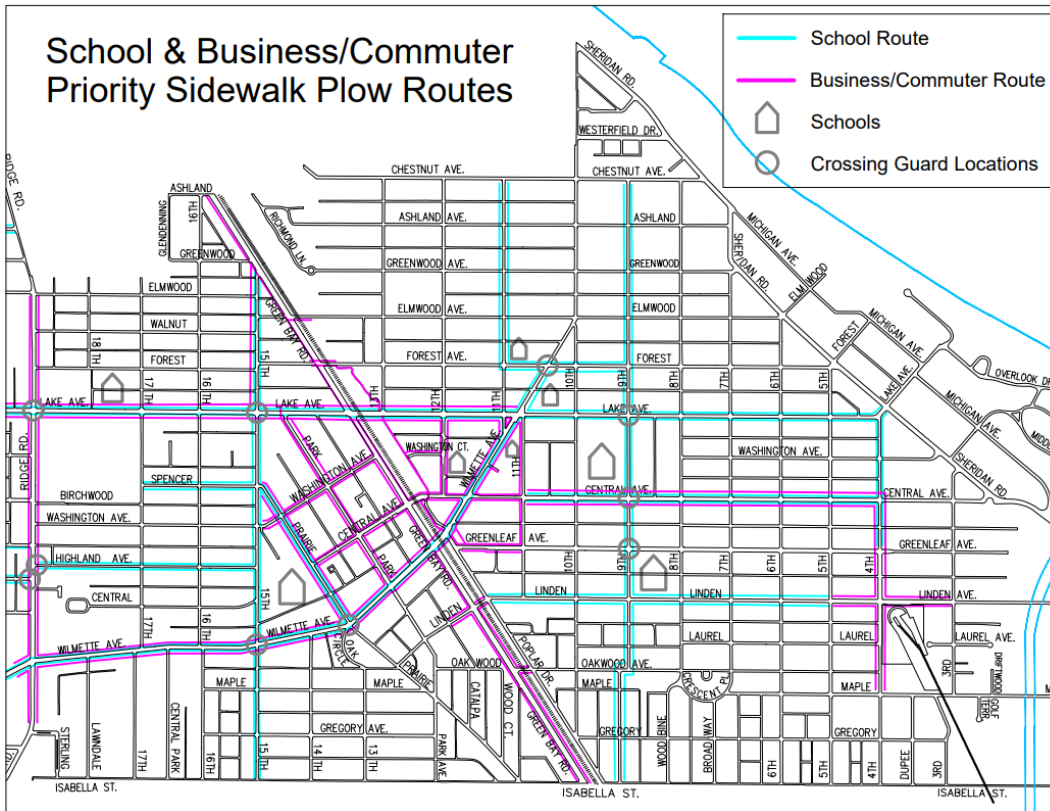 School & Business/Commuter
Priority Sidewalk Plow Routes
School Route
Business/Commuter Route
Schools
Crossing Guard Locations
SHERIDAN RD.
WESTERFIELD DR.
CHESTNUT AVE.
CHESTNUT AVE.
RIDGE RD.
ASHLAND
16TH
GLENDENNING
RICHMOND LN.
ASHLAND AVE.
ASHLAND
MICHIGAN AVE.
SHERIDAN RD.
GREENWOOD
GREENWOOD AVE.
GREENWOOD
ELMWOOD
ELMWOOD
GREEN BAY RD.
ELMWOOD AVE.
ELMWOOD
MICHIGAN AVE.
WALNUT
18TH
FOREST
15TH
FOREST AVE.
FOREST
FOREST
LAKE AVE.
OVERLOOK DR
17TH
16TH
12TH
11TH
10TH
9TH
8TH
7TH
6TH
5TH
MICHIGAN AVE.
MIDD
LAKE AVE.
LAKE AVE.
LAKE AVE.
PARK
WASHINGTON CT.
WILMETTE AVE.
11TH
WASHINGTON AVE.
SHERIDAN RD.
RIDGE RD.
WASHINGTON AVE.
SPENCER
BIRCHWOOD
CENTRAL AVE.
CENTRAL AVE.
CENTRAL AVE.
WASHINGTON AVE.
PRAIRIE
GREENLEAF AVE.
GREENLEAF AVE.
HIGHLAND AVE.
PARK
GREEN BAY RD.
10TH
9TH
8TH
7TH
6TH
5TH
4TH
CENTRAL
15TH
LINDEN
LINDEN
LINDEN
LINDEN AVE.
17TH
16TH
WILMETTE AVE.
WILMETTE AVE.
OAK CIRCLE
PRAIRIE
LAUREL
LAUREL
LAUREL AVE.
OAK WOOD
POPLAR DR.
OAKWOOD AVE.
3RD
DRIFTWOOD
MAPLE
MAPLE
CATALPA
WOOD CT.
MAPLE
CRESCENT PL
MAPLE
M
GOLF TERR
STERLING
LAWNDALE
CENTRAL PARK
GREGORY AVE.
GREEN BAY RD.
GREGORY
WOOD BINE
BROADWAY
GREGORY
17TH
16TH
15TH
14TH
13TH
PARK AVE
6TH
5TH
4TH
DUPEE
3RD
ISABELLA ST.
ISABELLA ST.
ISABELLA ST.